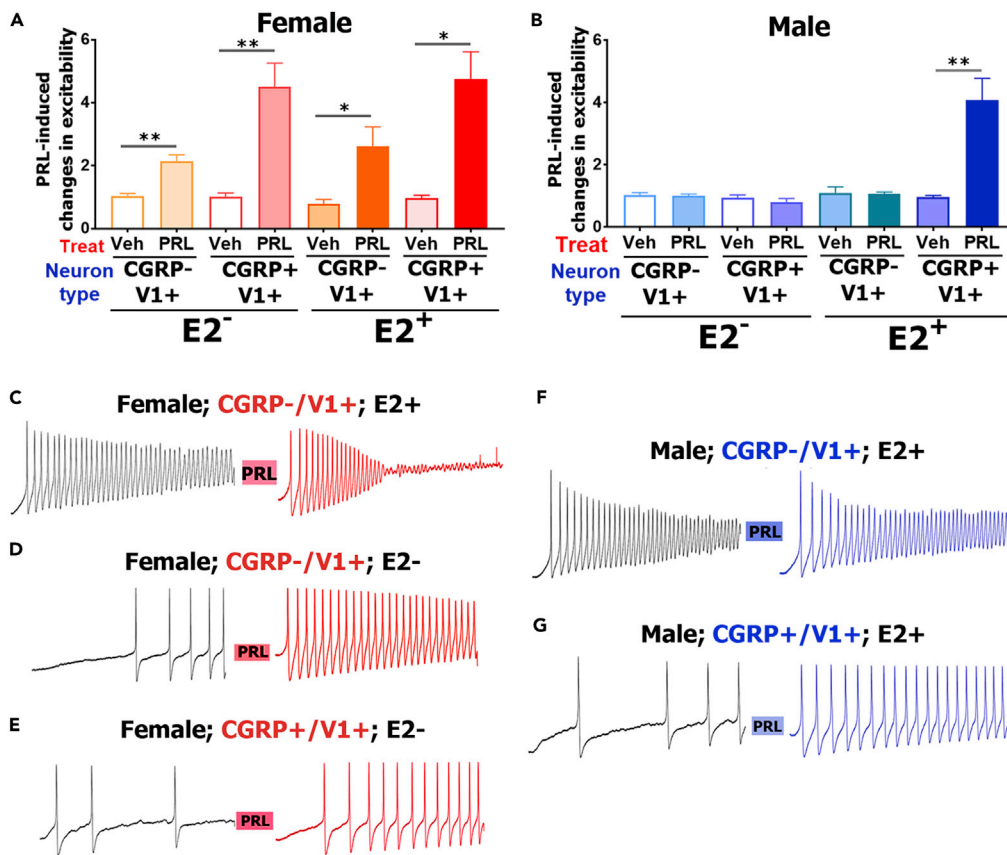 A
Female
PRL-induced
changes in excitability
6
4
2
0
**
**
*
*
Treat
Veh PRL Veh PRL Veh PRL Veh PRL
Neuron
type
CGRP- CGRP+ CGRP- CGRP+
V1+ V1+ V1+ V1+
E2⁻ E2⁺
B
Male
PRL-induced
changes in excitability
6
4
2
0
**
Treat
Veh PRL Veh PRL Veh PRL Veh PRL
Neuron
type
CGRP- CGRP+ CGRP- CGRP+
V1+ V1+ V1+ V1+
E2⁻ E2⁺
C
Female; CGRP-/V1+; E2+
PRL
D
Female; CGRP-/V1+; E2-
PRL
E
Female; CGRP+/V1+; E2-
PRL
F
Male; CGRP-/V1+; E2+
PRL
G
Male; CGRP+/V1+; E2+
PRL